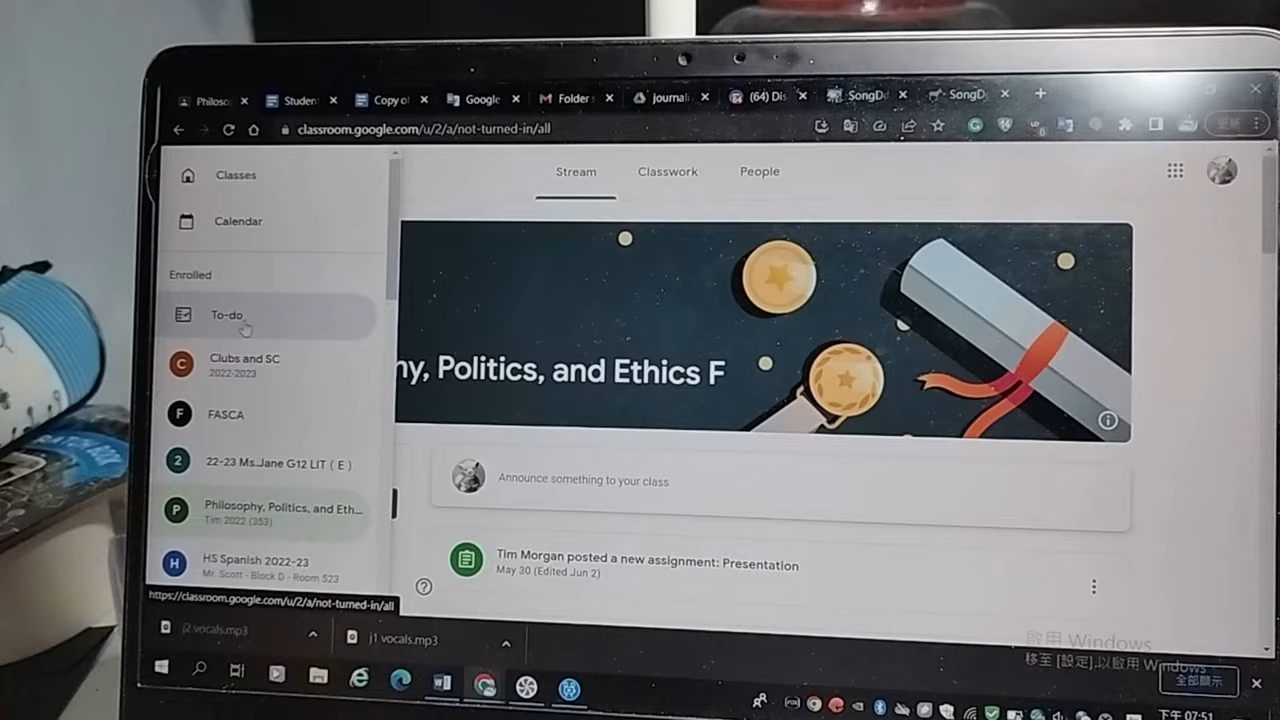 Philoso
Student
Copy of
Google
Folder
journali
(64) Dis
SongD
SongD
classroom.google.com/u/2/a/not-turned-in/all
更新
Classes
Calendar
Enrolled
To-do
C
Clubs and SC
2022-2023
F
FASCA
2
22-23 Ms.Jane G12 LIT ( E )
P
Philosophy, Politics, and Eth...
Tim 2022 (353)
H
HS Spanish 2022-23
Mr. Scott - Block D - Room 523
https://classroom.google.com/u/2/a/not-turned-in/all
Stream
Classwork
People
hy, Politics, and Ethics F
Announce something to your class
Tim Morgan posted a new assignment: Presentation
May 30 (Edited Jun 2)
啟用 Windows
移至 [設定] 以啟用 Windows
j2 vocals.mp3
j1 vocals.mp3
全部顯示
下午 07:51